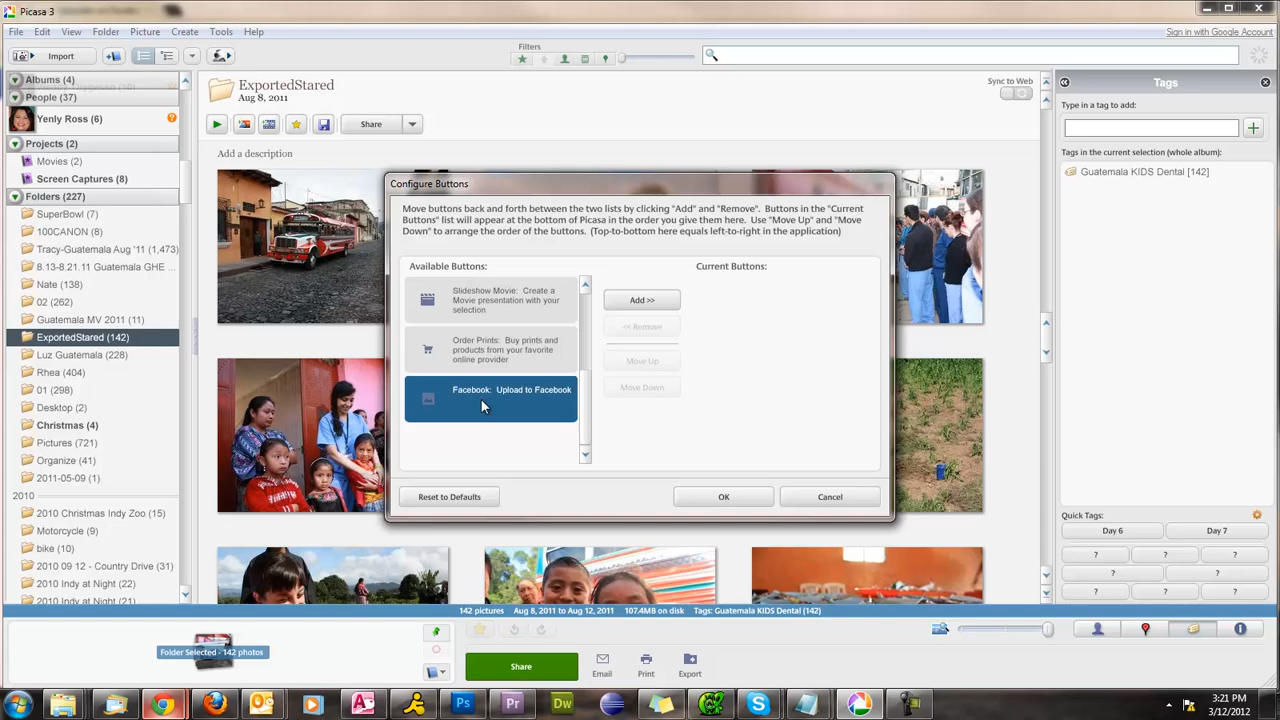 Picasa 3
File Edit View Folder Picture Create Tools Help
Sign in with Google Account
Import
Filters
Albums (4)
People (37)
Yenly Ross (6)
Projects (2)
Movies (2)
Screen Captures (8)
Folders (227)
SuperBowl (7)
100CANON (8)
Tracy-Guatemala Aug '11 (1,473)
8.13-8.21.11 Guatemala GHE ...
Nate (138)
02 (262)
Guatemala MV 2011 (11)
ExportedStared (142)
Luz Guatemala (228)
Rhea (404)
01 (298)
Desktop (2)
Christmas (4)
Pictures (721)
Organize (41)
2011-05-09 (1)
2010
2010 Christmas Indy Zoo (15)
Motorcycle (9)
bike (10)
2010 09 12 - Country Drive (31)
2010 Indy at Night (22)
2010 Indy at Night (21)
ExportedStared
Aug 8, 2011
Sync to Web
Share
Add a description
Configure Buttons
Move buttons back and forth between the two lists by clicking "Add" and "Remove". Buttons in the "Current
Buttons" list will appear at the bottom of Picasa in the order you give them here. Use "Move Up" and "Move
Down" to arrange the order of the buttons. (Top-to-bottom here equals left-to-right in the application)
Available Buttons:
Current Buttons:
Slideshow Movie: Create a
Movie presentation with your
selection
Order Prints: Buy prints and
products from your favorite
online provider
Facebook: Upload to Facebook
Add >>
<< Remove
Move Up
Move Down
Reset to Defaults
OK
Cancel
Tags
Type in a tag to add:
Tags in the current selection (whole album):
Guatemala KIDS Dental [142]
Quick Tags:
Day 6 Day 7
? ? ?
? ?
? ? ?
142 pictures Aug 8, 2011 to Aug 12, 2011 107.4MB on disk Tags: Guatemala KIDS Dental (142)
Folder Selected - 142 photos
Share
Email
Print
Export
Ps
Pr
Dw
3:21 PM
3/12/2012